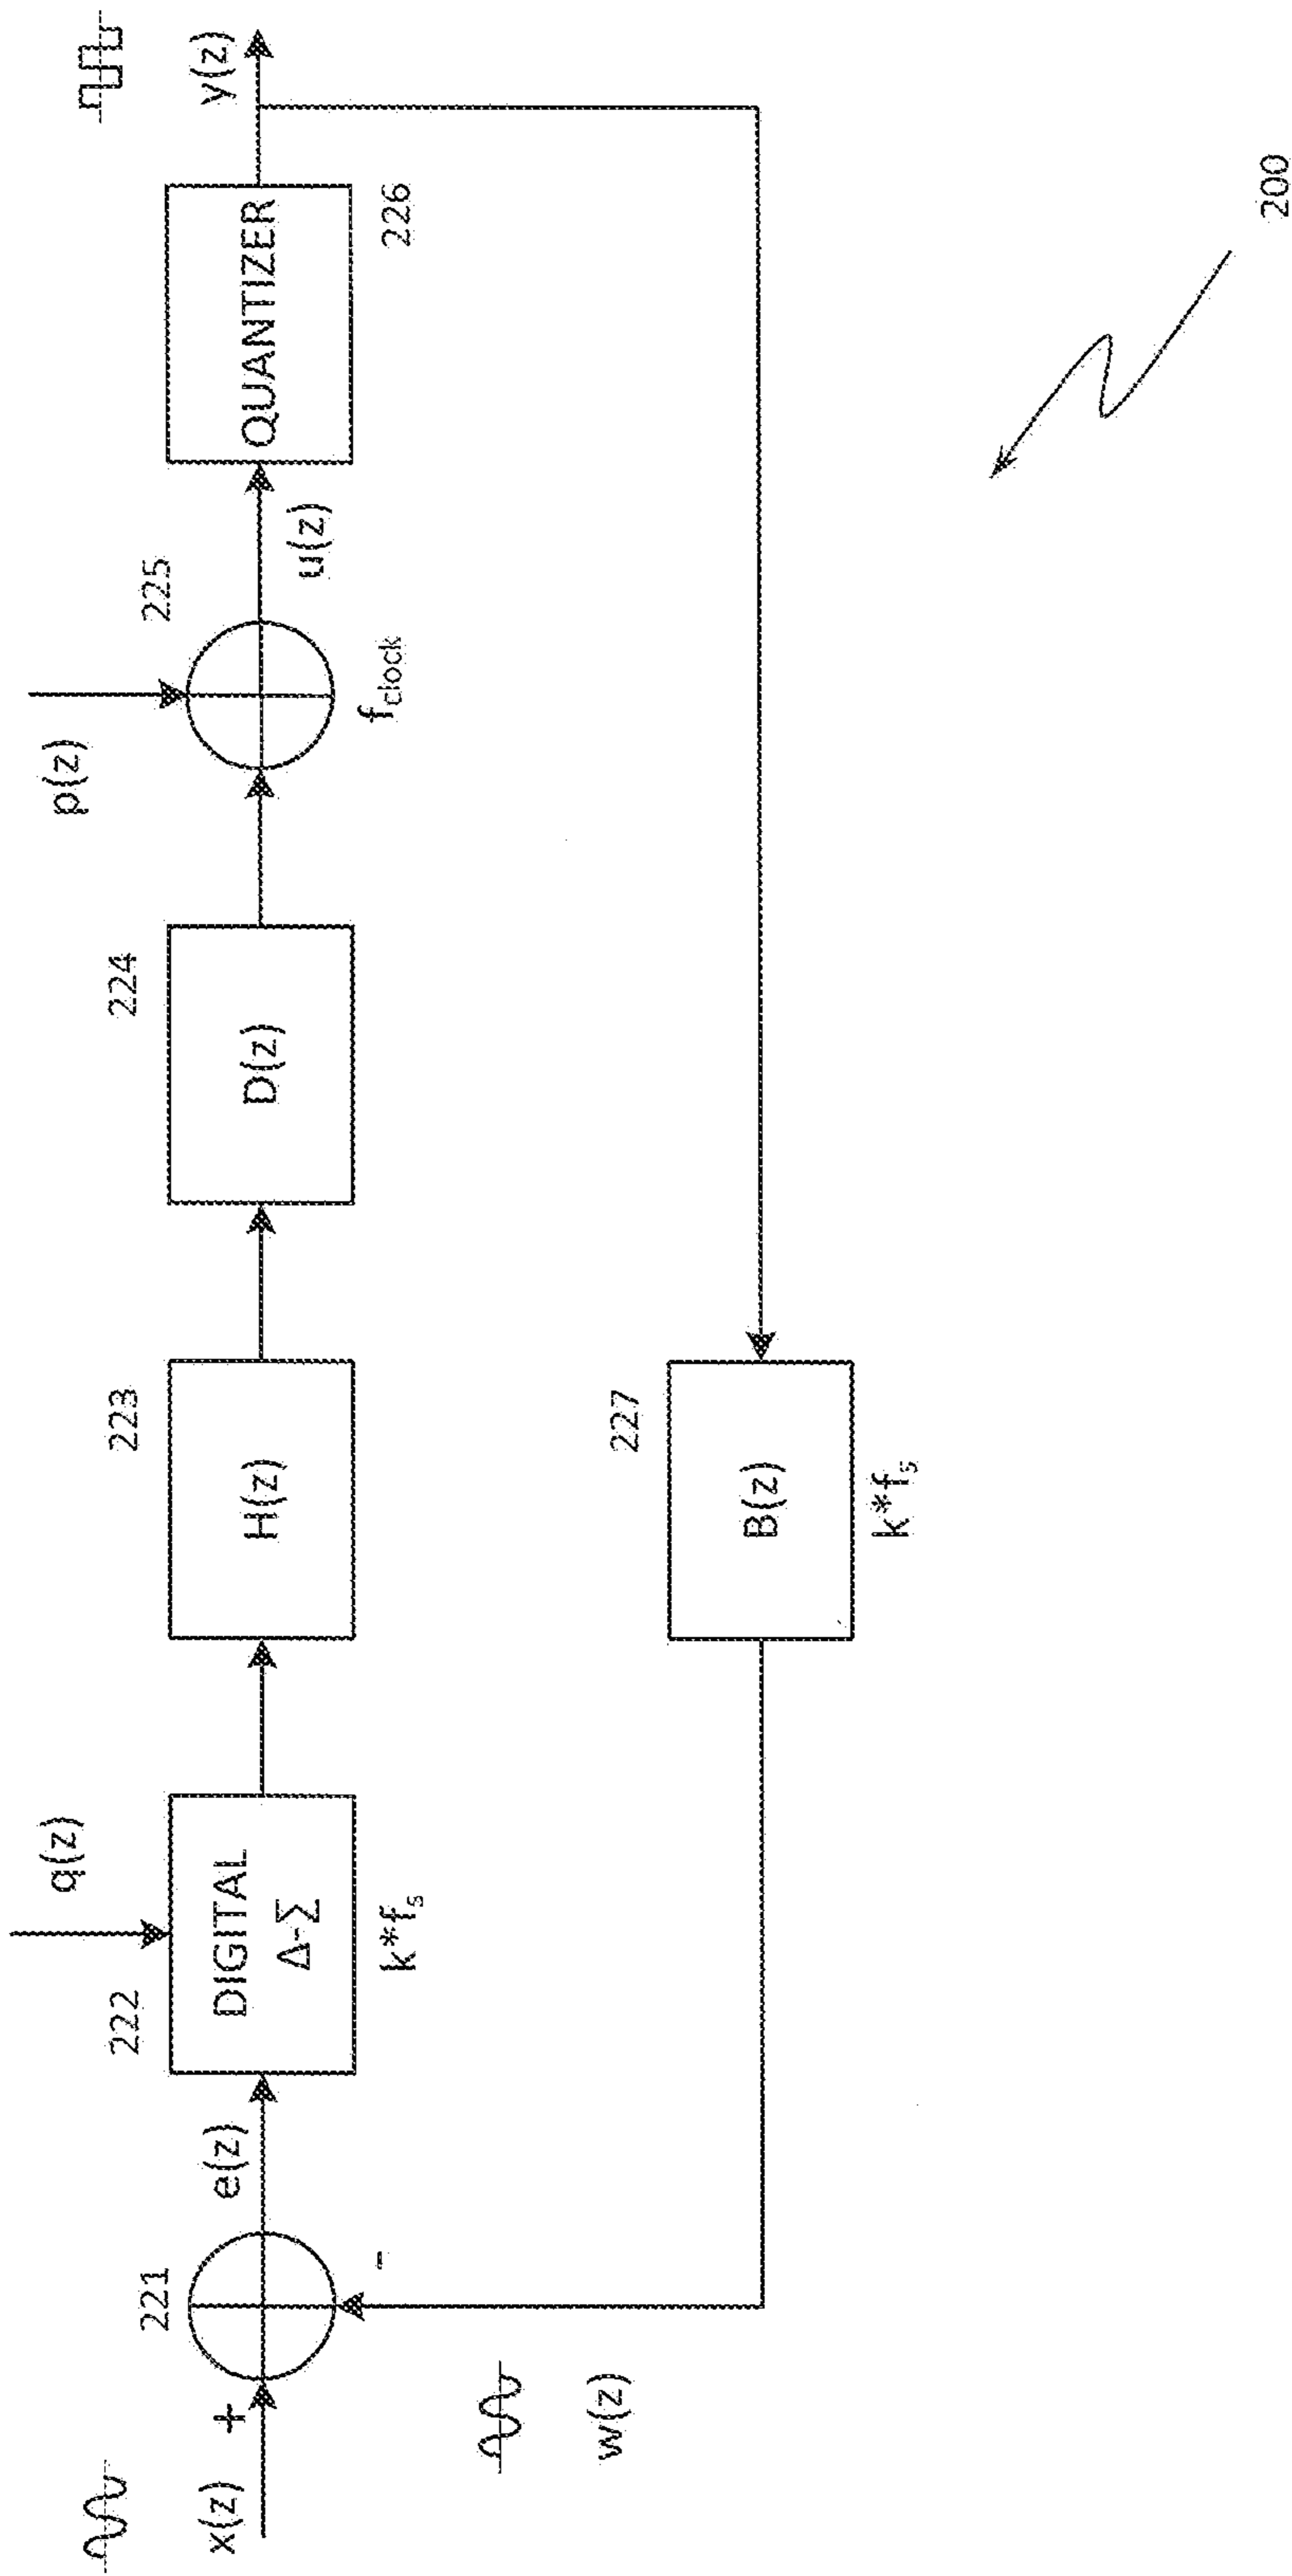 x(z)
+
221
e(z)
222
q(z)
DIGITAL
Δ-Σ
k*fs
223
H(z)
224
D(z)
p(z)
225
fclock
u(z)
QUANTIZER
226
y(z)
-
w(z)
227
B(z)
k*fs
200